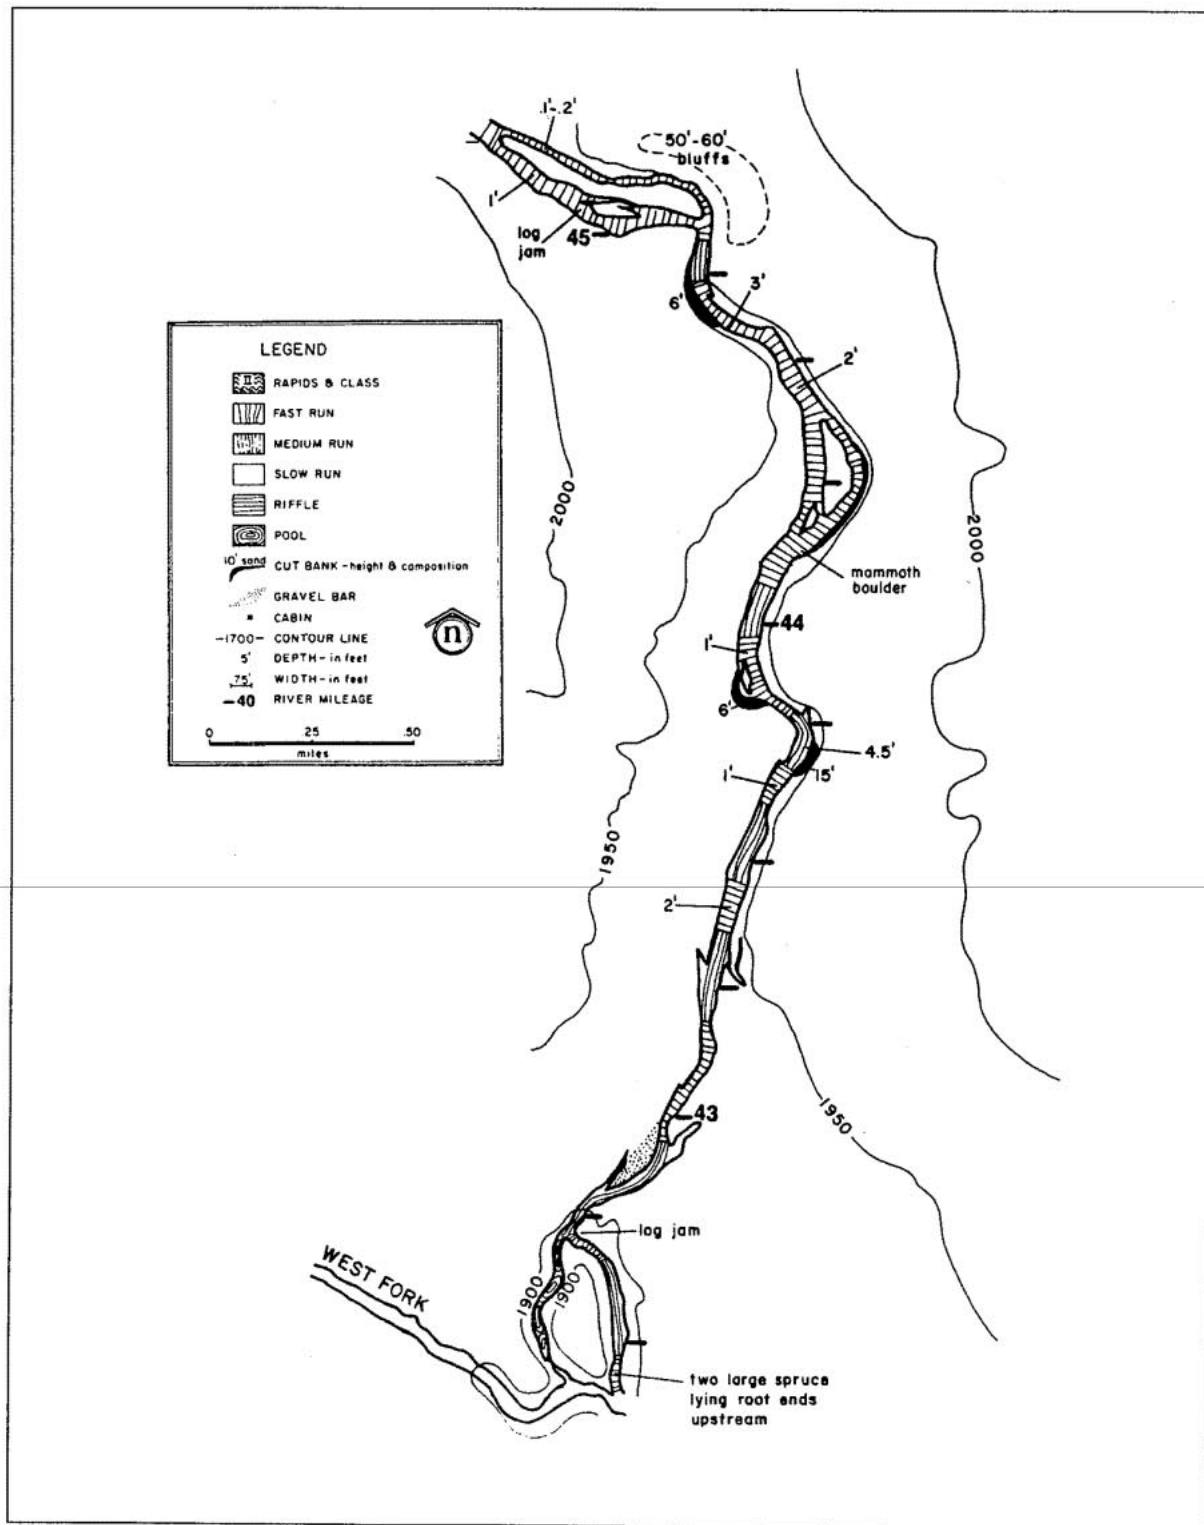 .1'-.2'
50'-60'
bluffs
1'
log
jam
45
6'
3'
2'
2000
2000
mammoth
boulder
44
1'
6'
4.5'
15'
1'
1950
2'
43
1950
log jam
WEST FORK
1900
1900
two large spruce
lying root ends
upstream
LEGEND
II RAPIDS & CLASS
FAST RUN
MEDIUM RUN
SLOW RUN
RIFFLE
POOL
10' sand CUT BANK - height & composition
GRAVEL BAR
CABIN
-1700- CONTOUR LINE
5' DEPTH - in feet
75' WIDTH - in feet
-40 RIVER MILEAGE
n
0 .25 .50
miles